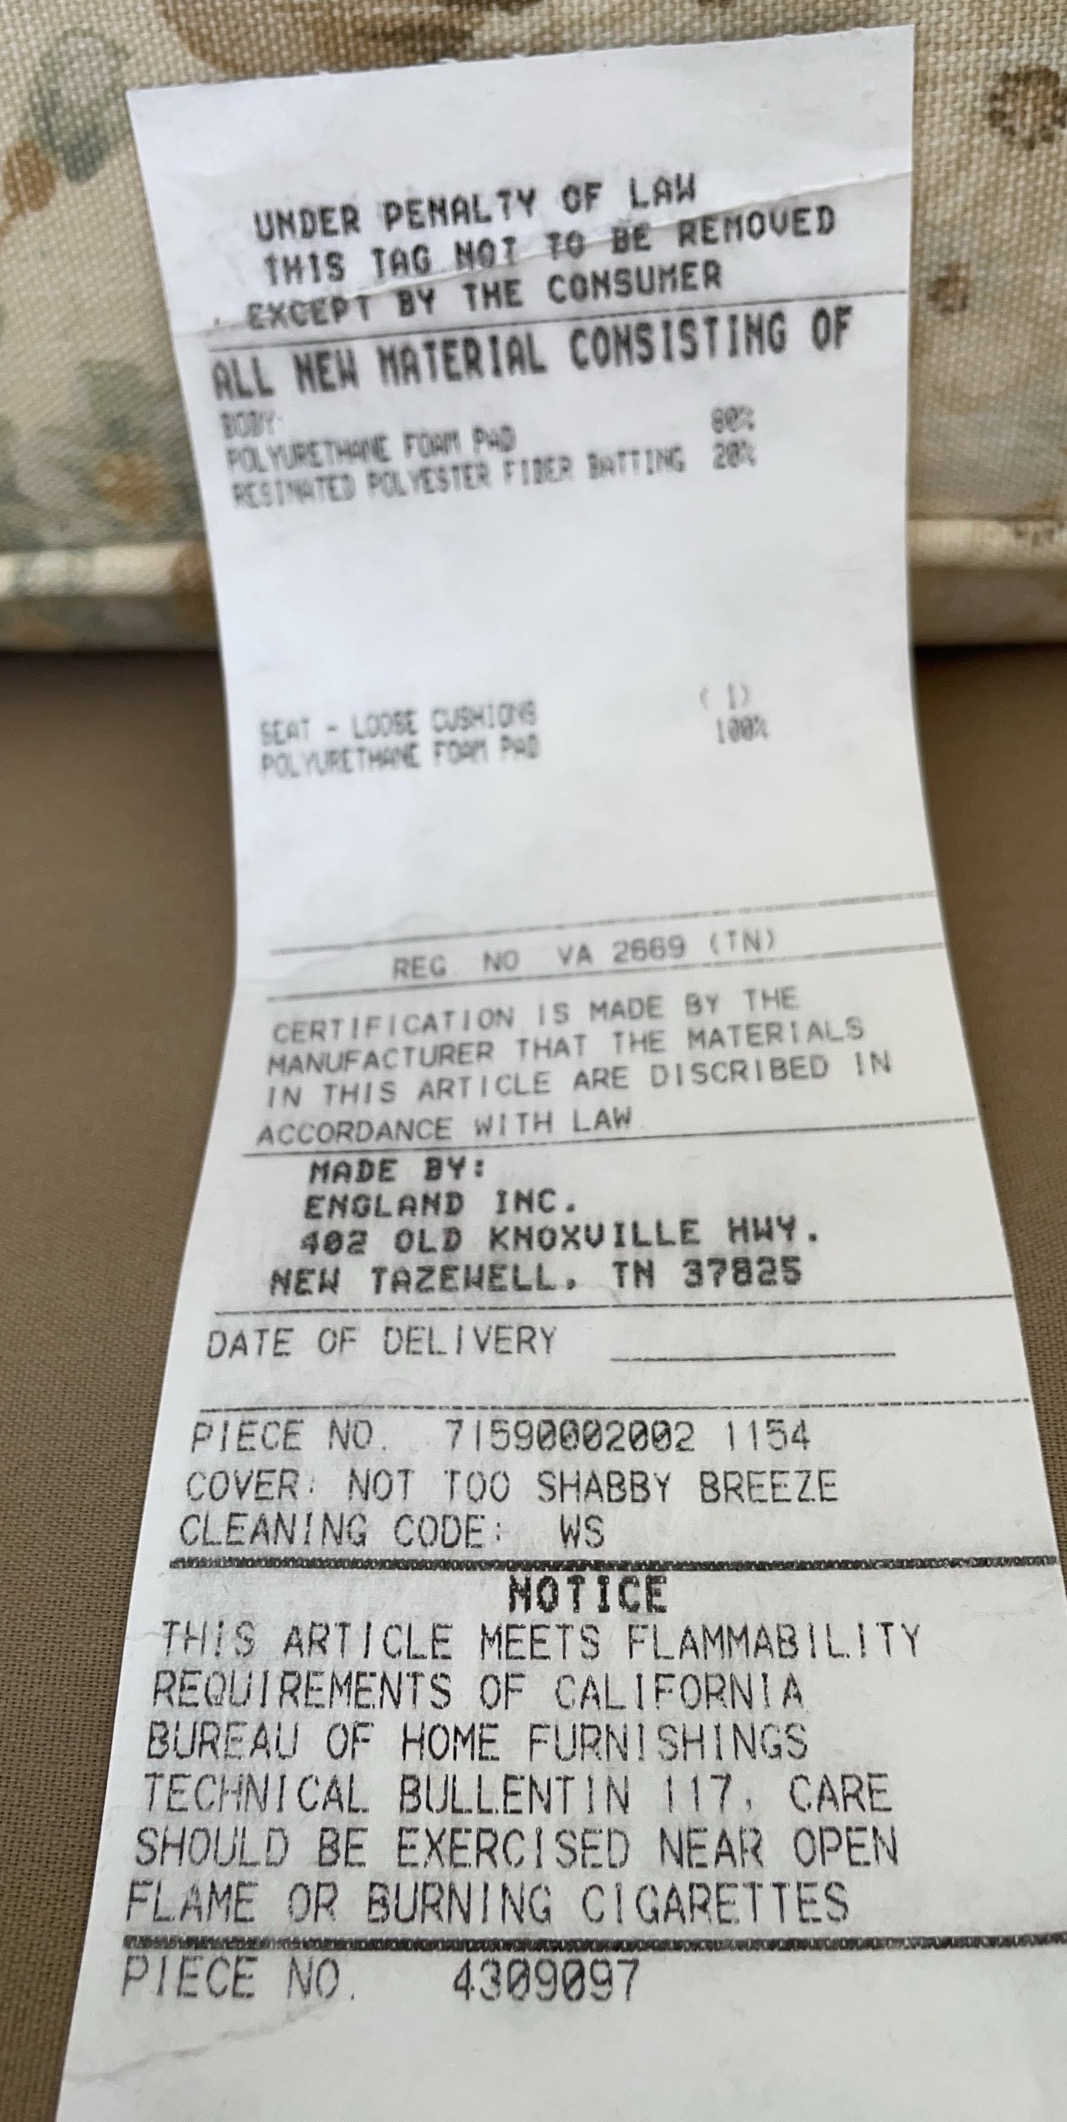 UNDER PENALTY OF LAW
THIS TAG NOT TO BE REMOVED
EXCEPT BY THE CONSUMER
ALL NEW MATERIAL CONSISTING OF
BODY:
POLYURETHANE FOAM PAD 80%
RESINATED POLYESTER FIBER BATTING 20%
SEAT - LOOSE CUSHIONS ( 1)
POLYURETHANE FOAM PAD 100%
REG. NO VA 2669 (TN)
CERTIFICATION IS MADE BY THE
MANUFACTURER THAT THE MATERIALS
IN THIS ARTICLE ARE DISCRIBED IN
ACCORDANCE WITH LAW.
MADE BY:
ENGLAND INC.
402 OLD KNOXVILLE HWY.
NEW TAZEWELL, TN 37825
DATE OF DELIVERY
PIECE NO. 71590002002 1154
COVER: NOT TOO SHABBY BREEZE
CLEANING CODE: WS
NOTICE
THIS ARTICLE MEETS FLAMMABILITY
REQUIREMENTS OF CALIFORNIA
BUREAU OF HOME FURNISHINGS
TECHNICAL BULLENTIN 117, CARE
SHOULD BE EXERCISED NEAR OPEN
FLAME OR BURNING CIGARETTES
PIECE NO. 4309097